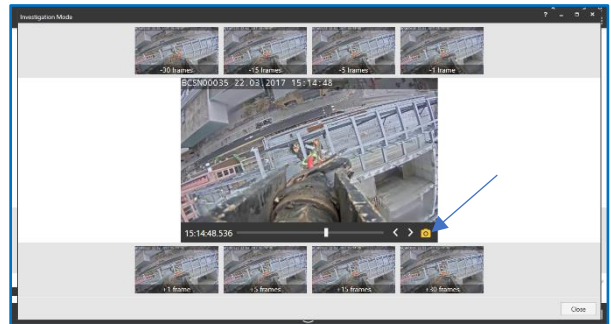 Investigation Mode
-30 frames -15 frames -5 frames -1 frame
BCSN00035 22.03.2017 15:14:48
15:14:48.536
+1 frame +5 frames +15 frames +30 frames
Close